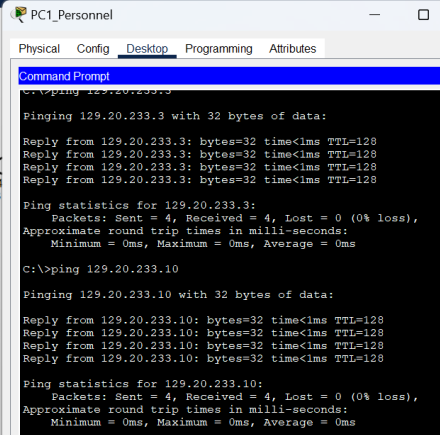 PC1_Personnel
Physical Config Desktop Programming Attributes
Command Prompt
C:\>ping 129.20.233.3
Pinging 129.20.233.3 with 32 bytes of data:
Reply from 129.20.233.3: bytes=32 time<1ms TTL=128
Reply from 129.20.233.3: bytes=32 time<1ms TTL=128
Reply from 129.20.233.3: bytes=32 time<1ms TTL=128
Reply from 129.20.233.3: bytes=32 time<1ms TTL=128
Ping statistics for 129.20.233.3:
Packets: Sent = 4, Received = 4, Lost = 0 (0% loss),
Approximate round trip times in milli-seconds:
Minimum = 0ms, Maximum = 0ms, Average = 0ms
C:\>ping 129.20.233.10
Pinging 129.20.233.10 with 32 bytes of data:
Reply from 129.20.233.10: bytes=32 time<1ms TTL=128
Reply from 129.20.233.10: bytes=32 time<1ms TTL=128
Reply from 129.20.233.10: bytes=32 time<1ms TTL=128
Reply from 129.20.233.10: bytes=32 time<1ms TTL=128
Ping statistics for 129.20.233.10:
Packets: Sent = 4, Received = 4, Lost = 0 (0% loss),
Approximate round trip times in milli-seconds:
Minimum = 0ms, Maximum = 0ms, Average = 0ms